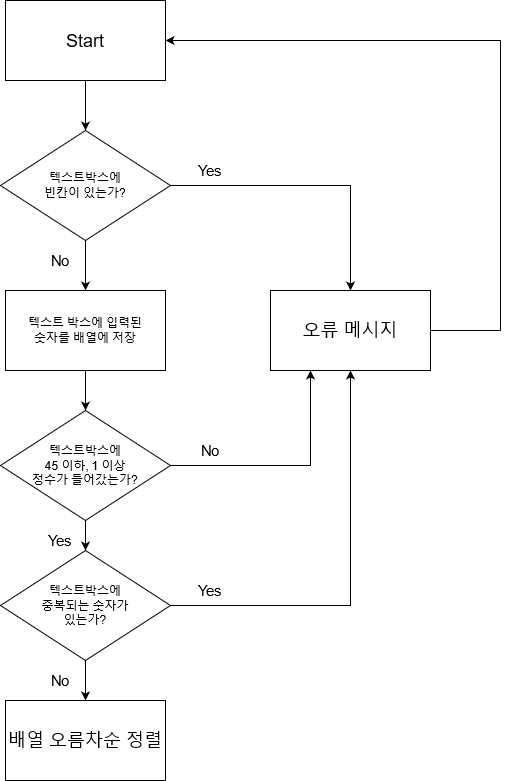 Start
텍스트박스에
빈칸이 있는가?
Yes
No
텍스트 박스에 입력된
숫자를 배열에 저장
오류 메시지
텍스트박스에
45 이하, 1 이상
정수가 들어갔는가?
No
Yes
텍스트박스에
중복되는 숫자가
있는가?
Yes
No
배열 오름차순 정렬